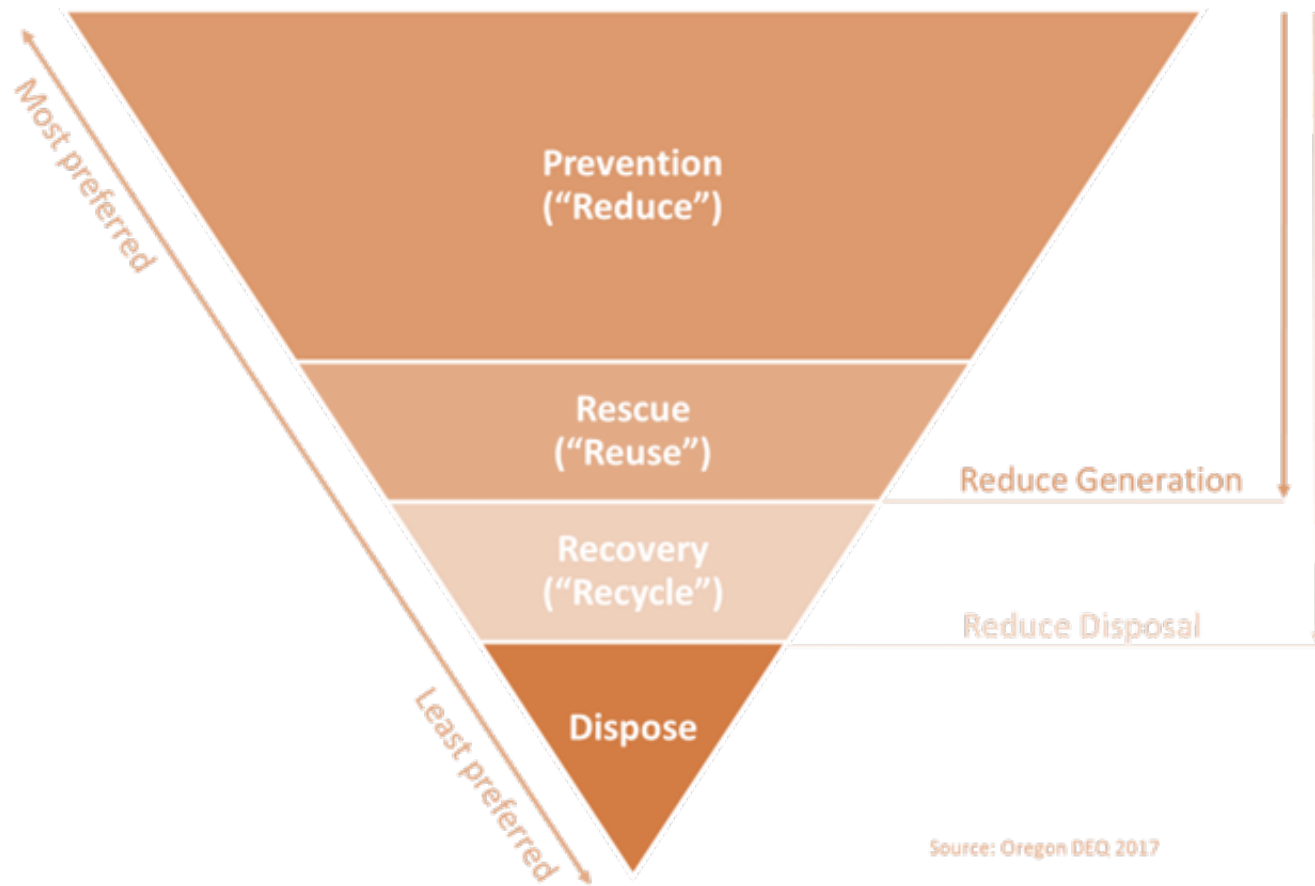 Most preferred
Prevention
(“Reduce”)
Rescue
(“Reuse”)
Reduce Generation
Recovery
(“Recycle”)
Reduce Disposal
Least preferred
Dispose
Source: Oregon DEQ 2017